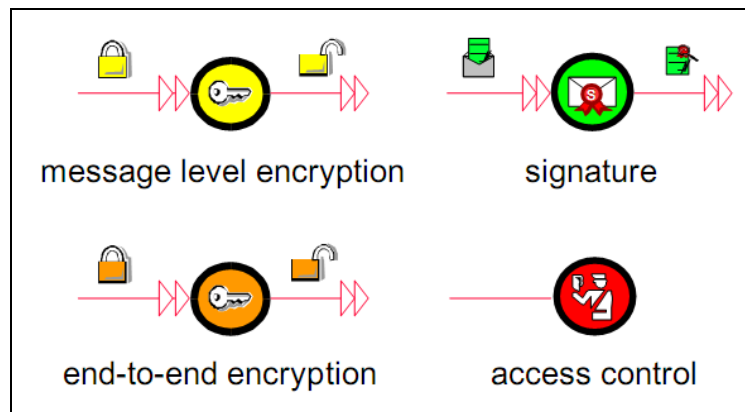 message level encryption
signature
S
end-to-end encryption
access control